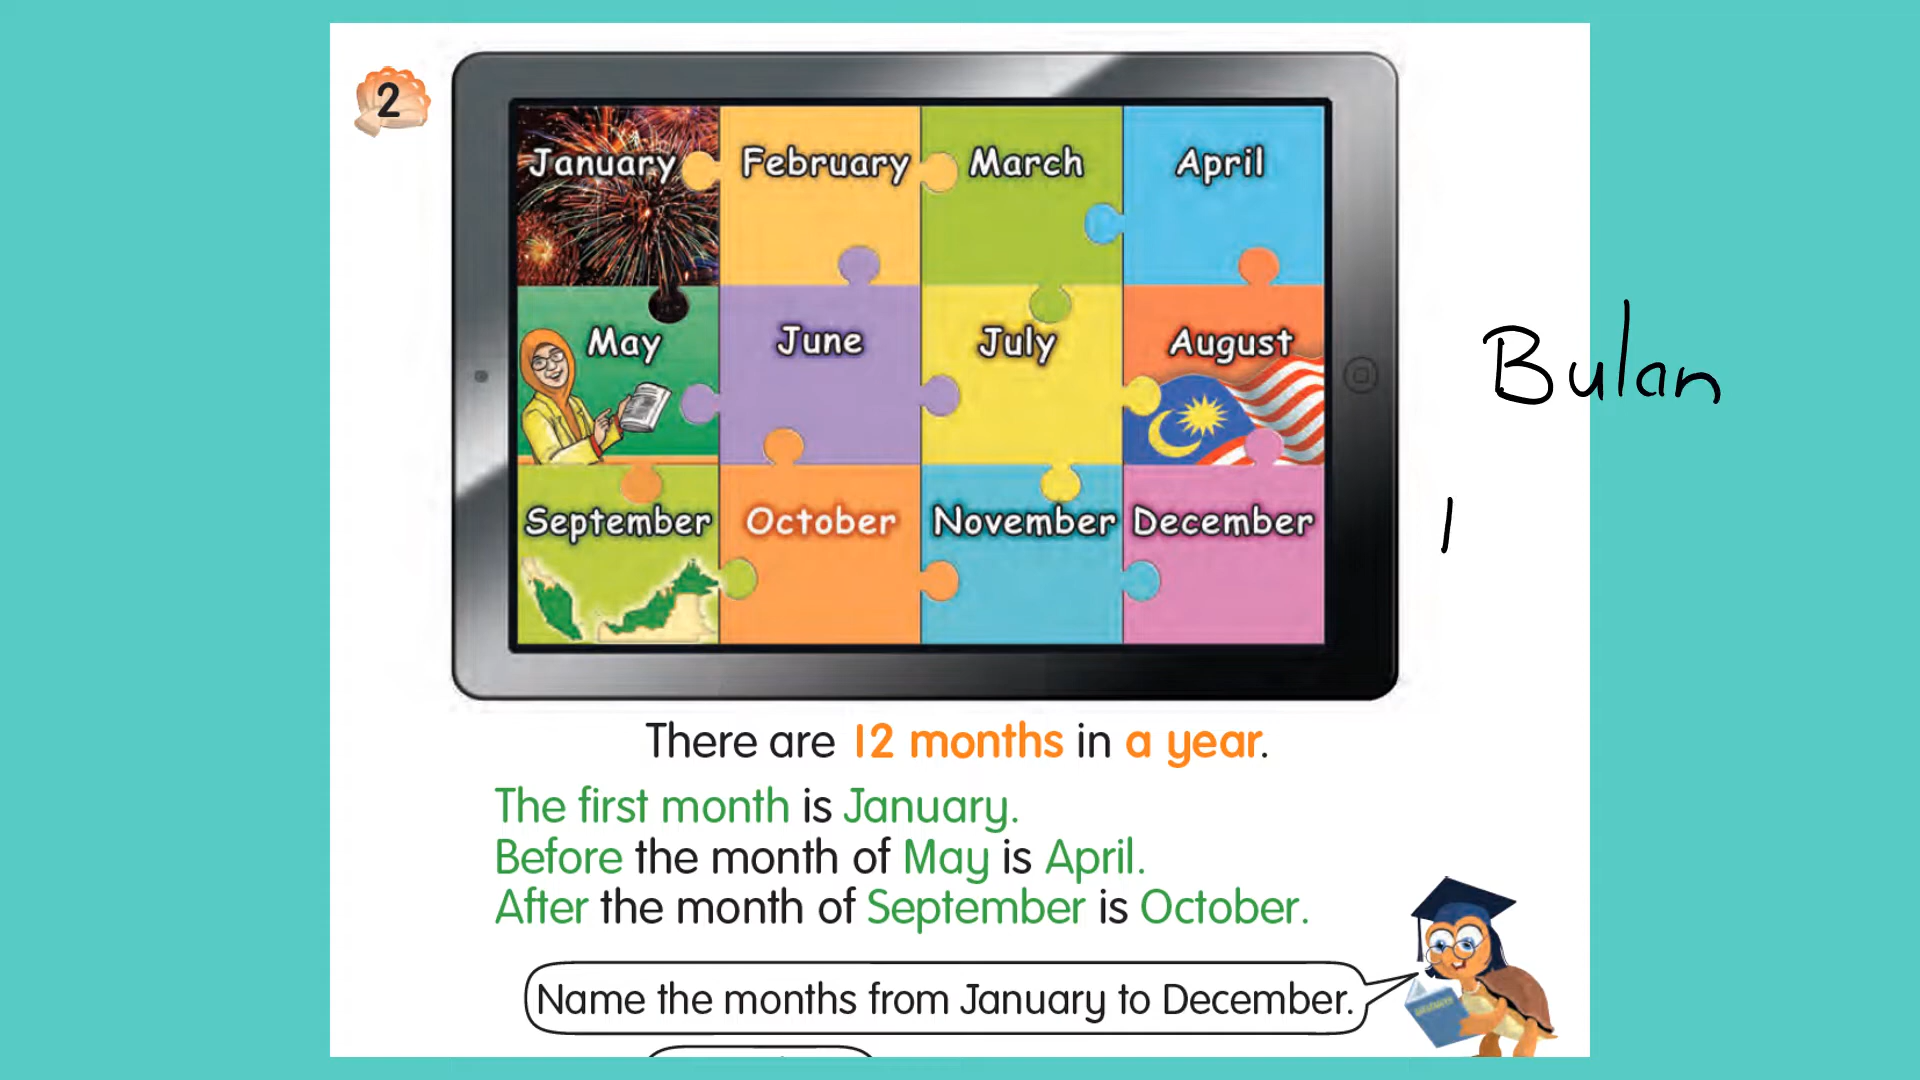 2
January February March April
May June July August
September October November December
Bulan
1
There are 12 months in a year.
The first month is January.
Before the month of May is April.
After the month of September is October.
Name the months from January to December.